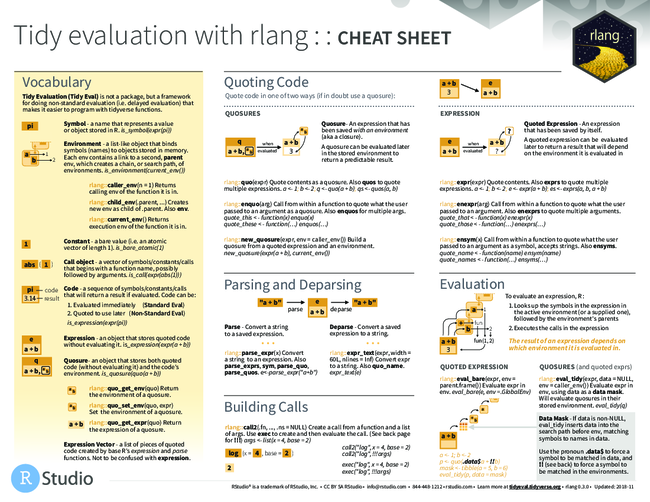 Tidy evaluation with rlang : : CHEAT SHEET
rlang
Vocabulary
Tidy Evaluation (Tidy Eval) is not a package, but a framework
for doing non-standard evaluation (i.e. delayed evaluation) that
makes it easier to program with tidyverse functions.
pi
Symbol - a name that represents a value
or object stored in R. is_symbol(expr(pi))
Environment - a list-like object that binds
symbols (names) to objects stored in memory.
Each env contains a link to a second, parent
env, which creates a chain, or search path, of
environments. is_environment(current_env())
rlang::caller_env(n = 1) Returns
calling env of the function it is in.
rlang::child_env(.parent, ...) Creates
new env as child of .parent. Also env.
rlang::current_env() Returns
execution env of the function it is in.
1
Constant - a bare value (i.e. an atomic
vector of length 1). is_bare_atomic(1)
abs ( 1 )
Call object - a vector of symbols/constants/calls
that begins with a function name, possibly
followed by arguments. is_call(expr(abs(1)))
pi code
3.14 result
Code - a sequence of symbols/constants/calls
that will return a result if evaluated. Code can be:
1. Evaluated immediately (Standard Eval)
2. Quoted to use later (Non-Standard Eval)
is_expression(expr(pi))
e
a + b
Expression - an object that stores quoted code
without evaluating it. is_expression(expr(a + b))
q
a + b,
Quosure - an object that stores both quoted
code (without evaluating it) and the code's
environment. is_quosure(quo(a + b))
rlang::quo_get_env(quo) Return
the environment of a quosure.
rlang::quo_set_env(quo, expr)
Set the environment of a quosure.
a + b
rlang::quo_get_expr(quo) Return
the expression of a quosure.
Expression Vector - a list of pieces of quoted
code created by base R's expression and parse
functions. Not to be confused with expression.
R Studio
Quoting Code
Quote code in one of two ways (if in doubt use a quosure):
QUOSURES
q
a + b,
when
evaluated
a + b
3
Quosure - An expression that
has been saved with an environment
(aka a closure).
A quosure can be evaluated later
in the stored environment to
return a predictable result.
rlang::quo(expr) Quote contents as a quosure. Also quos to quote
multiple expressions. a <- 1; b <- 2; q <- quo(a + b); qs <- quos(a, b)
rlang::enquo(arg) Call from within a function to quote what the user
passed to an argument as a quosure. Also enquos for multiple args.
quote_this <- function(x) enquo(x)
quote_these <- function(...) enquos(...)
rlang::new_quosure(expr, env = caller_env()) Build a
quosure from a quoted expression and an environment.
new_quosure(expr(a + b), current_env())
a + b
3
e
a + b
EXPRESSION
e
a + b
when
evaluated
?
a + b
?
Quoted Expression - An expression
that has been saved by itself.
A quoted expression can be evaluated
later to return a result that will depend
on the environment it is evaluated in
rlang::expr(expr) Quote contents. Also exprs to quote multiple
expressions. a <- 1; b <- 2; e <- expr(a + b); es <- exprs(a, b, a + b)
rlang::enexpr(arg) Call from within a function to quote what the user
passed to an argument. Also enexprs to quote multiple arguments.
quote_that <- function(x) enexpr(x)
quote_those <- function(...) enexprs(...)
rlang::ensym(x) Call from within a function to quote what the user
passed to an argument as a symbol, accepts strings. Also ensyms.
quote_name <- function(name) ensym(name)
quote_names <- function(...) ensyms(...)
Parsing and Deparsing
"a + b"
parse
e
a + b
deparse
"a + b"
Parse - Convert a string
to a saved expression.
Deparse - Convert a saved
expression to a string.
rlang::parse_expr(x) Convert
a string to an expression. Also
parse_exprs, sym, parse_quo,
parse_quos. e<-parse_expr("a+b")
rlang::expr_text(expr, width =
60L, nlines = Inf) Convert expr
to a string. Also quo_name.
expr_text(e)
Building Calls
rlang::call2(.fn, ..., .ns = NULL) Create a call from a function and a list
of args. Use exec to create and then evaluate the call. (See back page
for !!!) args <- list(x = 4, base = 2)
log (x = 4 , base = 2 )
call2("log", x = 4, base = 2)
call2("log", !!!args)
2
exec("log", x = 4, base = 2)
exec("log", !!!args)
Evaluation
a + b
fun
3
fun(1, 2)
To evaluate an expression, R :
1. Looks up the symbols in the expression in
the active environment (or a supplied one),
followed by the environment's parents
2. Executes the calls in the expression
The result of an expression depends on
which environment it is evaluated in.
QUOTED EXPRESSION
rlang::eval_bare(expr, env =
parent.frame()) Evaluate expr in
env. eval_bare(e, env =.GlobalEnv)
QUOSURES (and quoted exprs)
rlang::eval_tidy(expr, data = NULL,
env = caller_env()) Evaluate expr in
env, using data as a data mask.
Will evaluate quosures in their
stored environment. eval_tidy(q)
a + b
Data Mask - If data is non-NULL,
eval_tidy inserts data into the
search path before env, matching
symbols to names in data.
Use the pronoun .data$ to force a
symbol to be matched in data, and
!! (see back) to force a symbol to
be matched in the environments.
a <- 1; b <- 2
p <- quo(.data$a + !!b)
mask <- tibble(a = 5, b = 6)
eval_tidy(p, data = mask)
RStudio® is a trademark of RStudio, Inc. • CC BY SA RStudio • info@rstudio.com • 844-448-1212 • rstudio.com • Learn more at tidyeval.tidyverse.org • rlang 0.3.0 • Updated: 2018-11